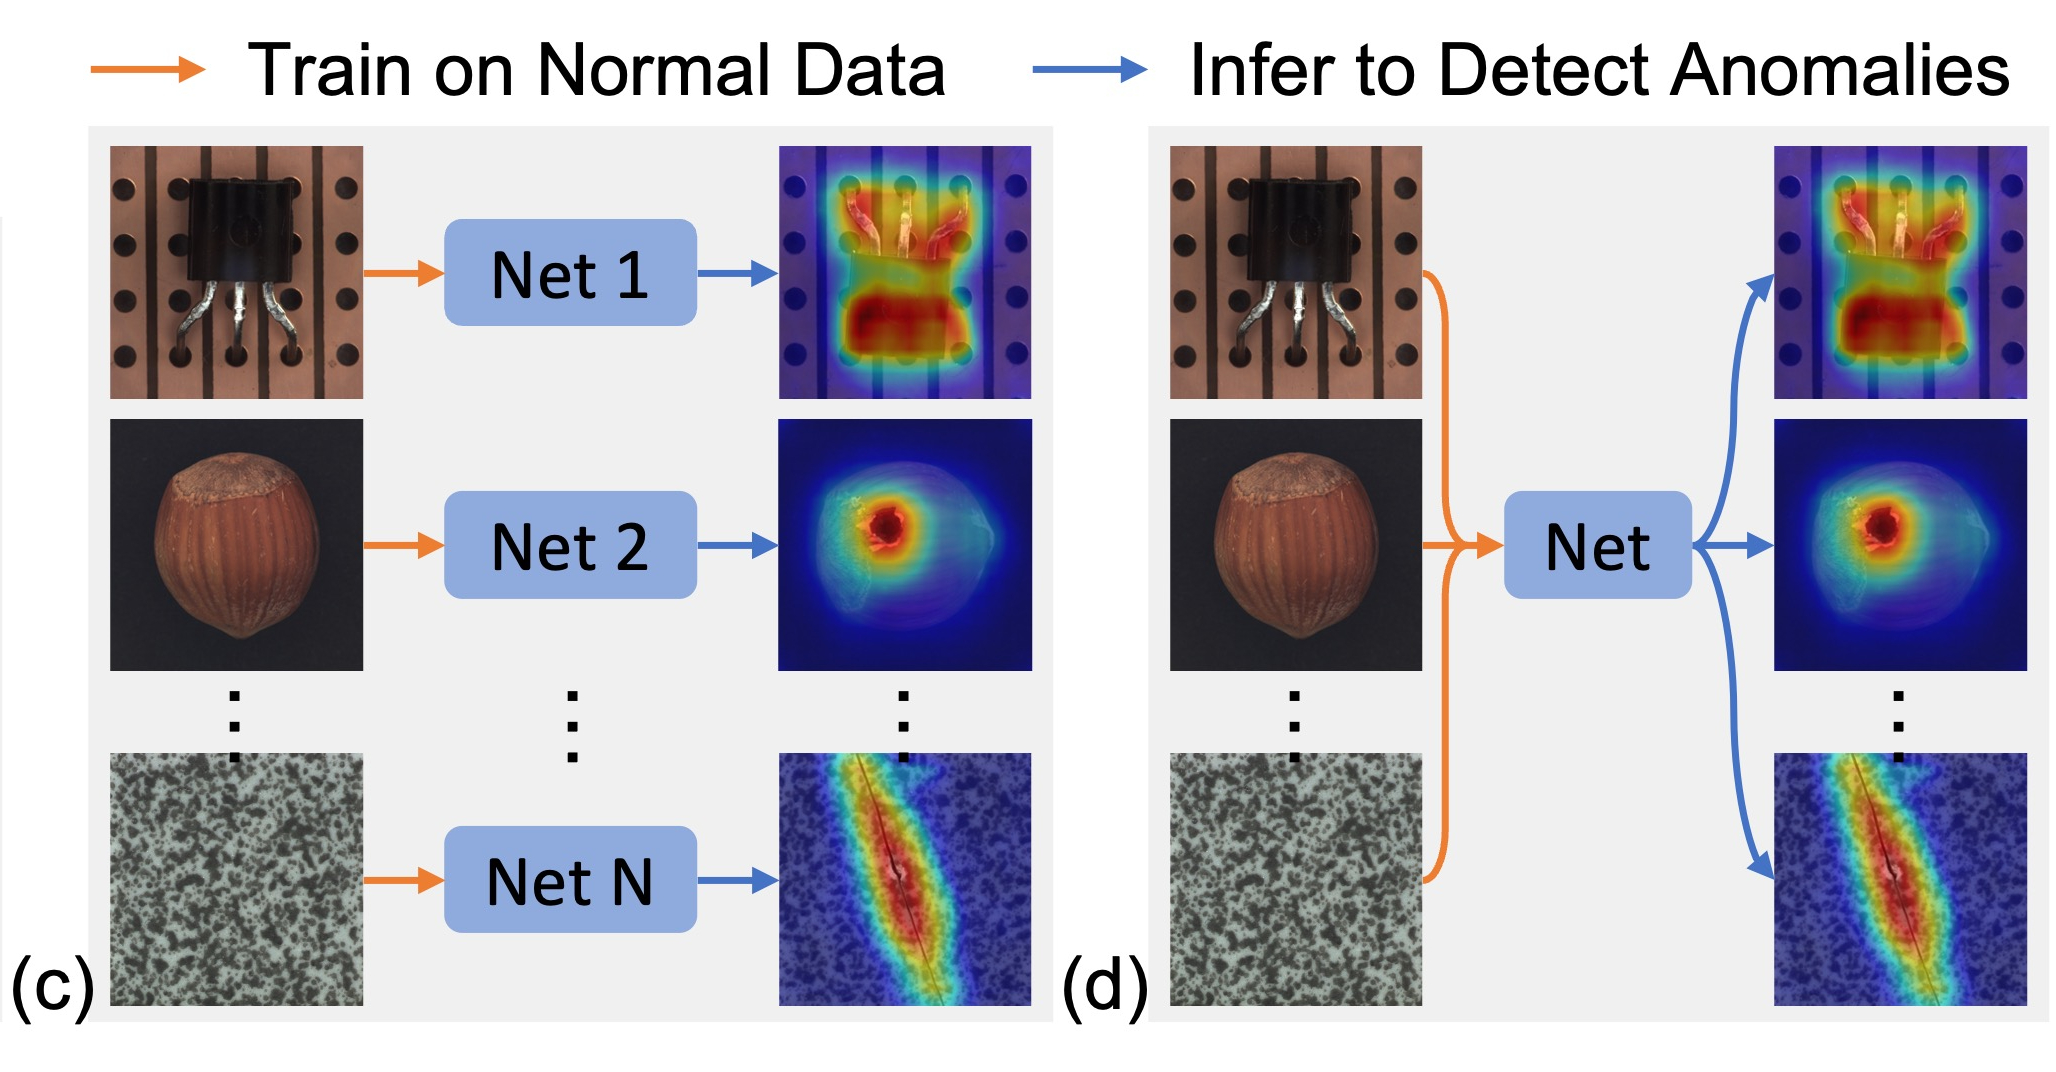 Train on Normal Data
Infer to Detect Anomalies
Net 1
Net 2
Net N
(c)
Net
(d)